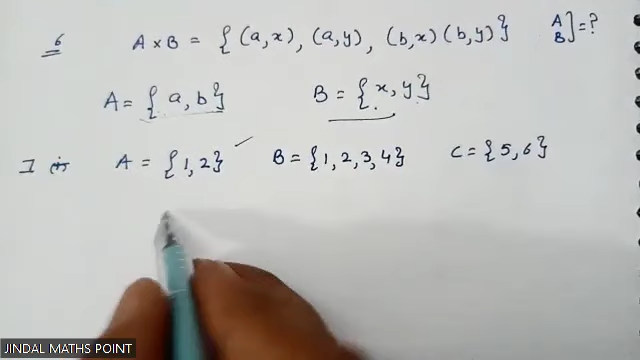 6 A×B = {(a,x), (a,y), (b,x)(b,y)} A B ] = ?
A = {a,b} B = {x,y}
A = {1,2} B = {1,2,3,4} C = {5,6}
JINDAL MATHS POINT